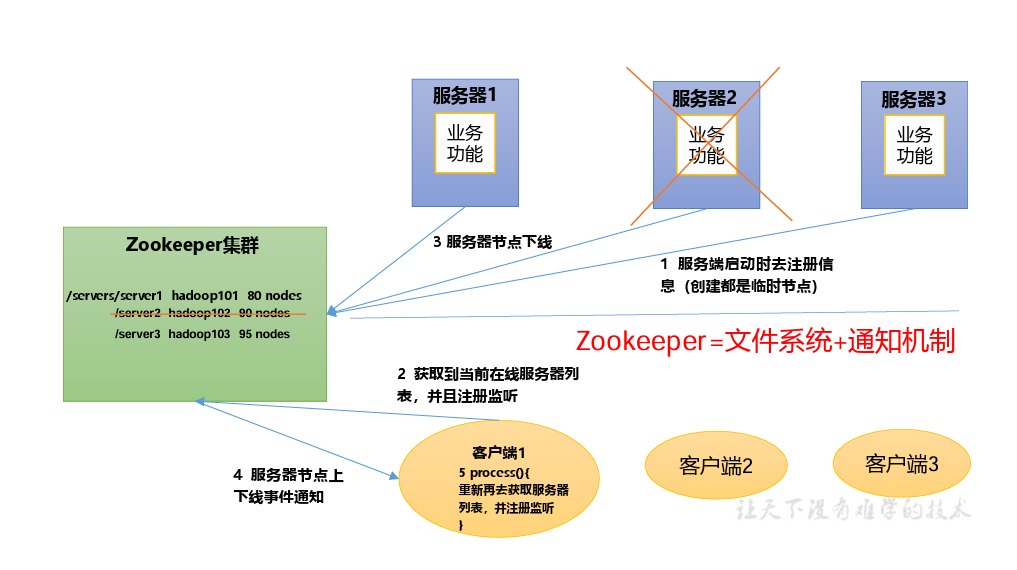 服务器1
业务
功能
服务器2
业务
功能
服务器3
业务
功能
3 服务器节点下线
Zookeeper集群
/servers/server1 hadoop101 80 nodes
/server2 hadoop102 90 nodes
/server3 hadoop103 95 nodes
1 服务端启动时去注册信
息（创建都是临时节点）
Zookeeper=文件系统+通知机制
2 获取到当前在线服务器列
表，并且注册监听
4 服务器节点上
下线事件通知
客户端1
5 process(){
重新再去获取服务器
列表，并注册监听
}
客户端2
客户端3
让天下没有难学的技术